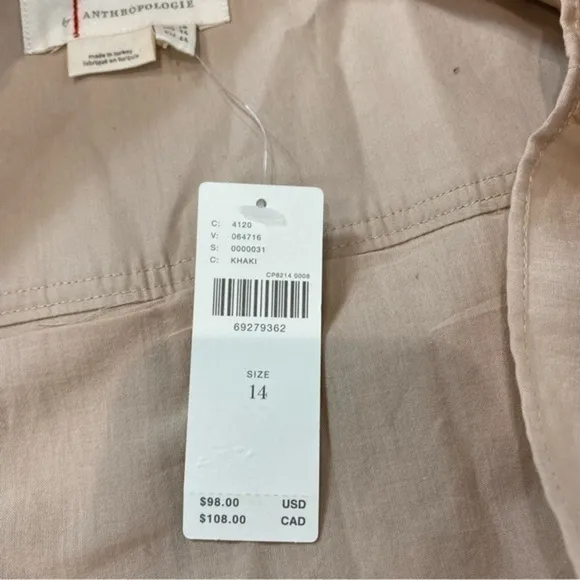 ANTHROPOLOGIE
made in turkey
fabriqué en turquie
C: 4120
V: 064716
S: 0000031
C: KHAKI
CP8214 0008
69279362
SIZE
14
$98.00 USD
$108.00 CAD